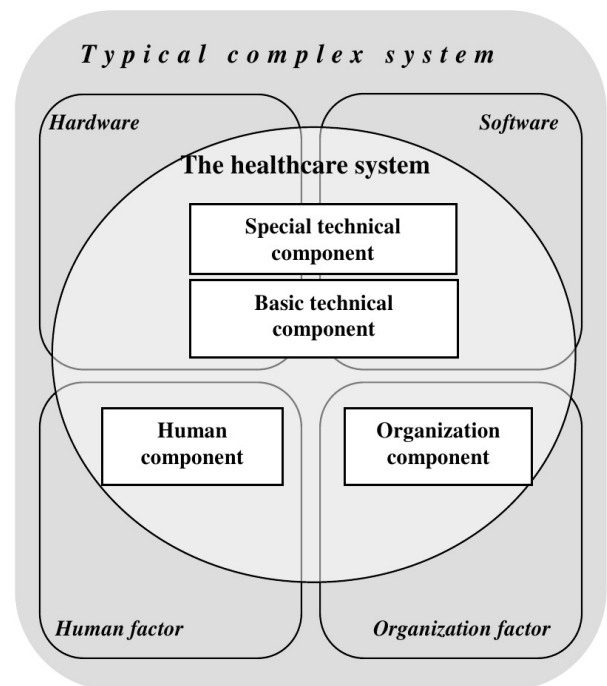 Typical complex system
Hardware
Software
The healthcare system
Special technical
component
Basic technical
component
Human
component
Organization
component
Human factor
Organization factor